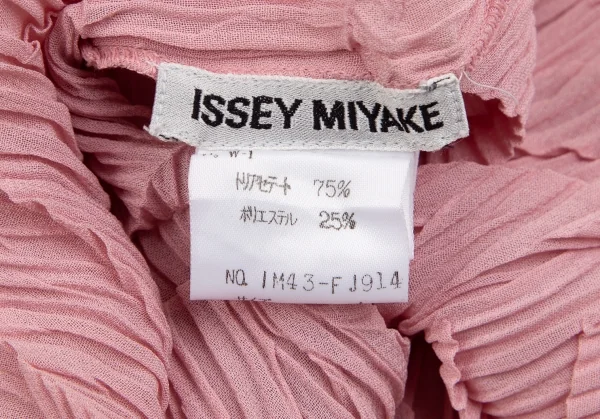 ISSEY MIYAKE
W-1
トリアセテート 75%
ポリエステル 25%
NO. IM43-FJ914